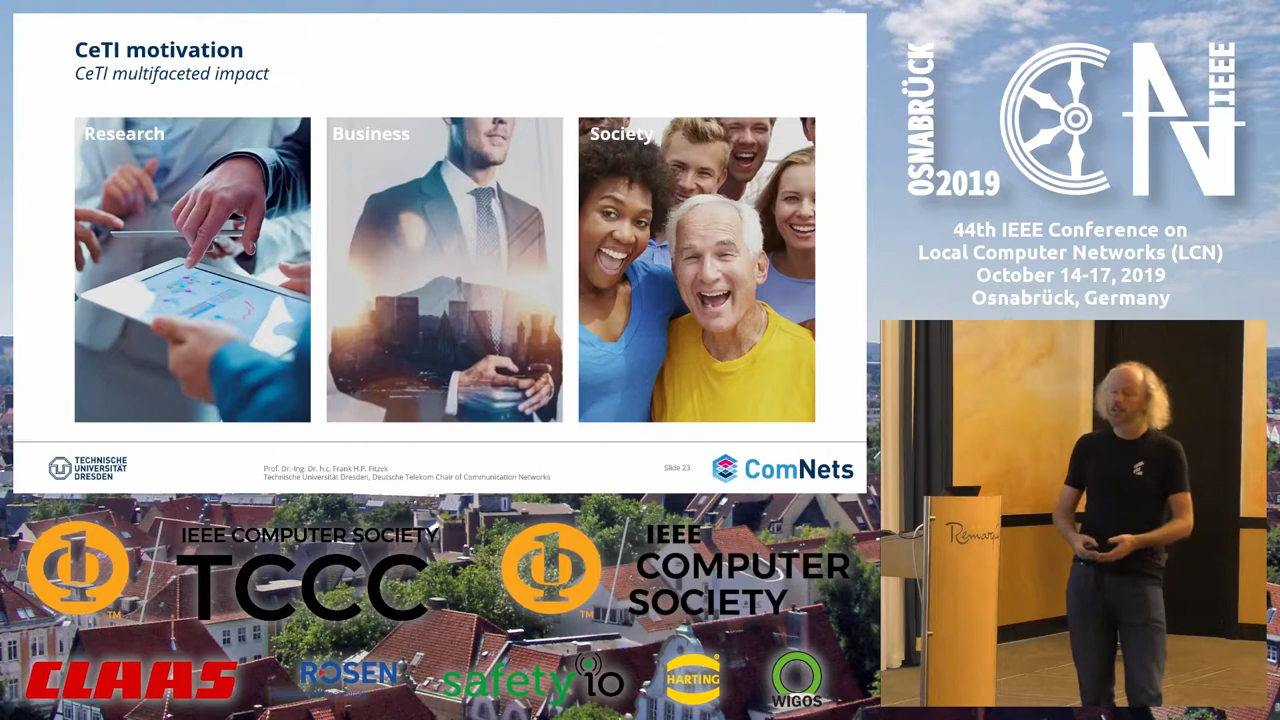 CeTI motivation
CeTI multifaceted impact
Research
Business
Society
TECHNISCHE
UNIVERSITÄT
DRESDEN
Prof. Dr.-Ing. Dr. h.c. Frank H.P. Fitzek
Technische Universität Dresden, Deutsche Telekom Chair of Communication Networks
Slide 23
ComNets
OSNABRÜCK
2019
LCN
IEEE
44th IEEE Conference on
Local Computer Networks (LCN)
October 14-17, 2019
Osnabrück, Germany
IEEE COMPUTER SOCIETY
TCCC
TM
IEEE
COMPUTER
SOCIETY
TM
CLAAS
ROSEN
safety io
HARTING
WIGOS